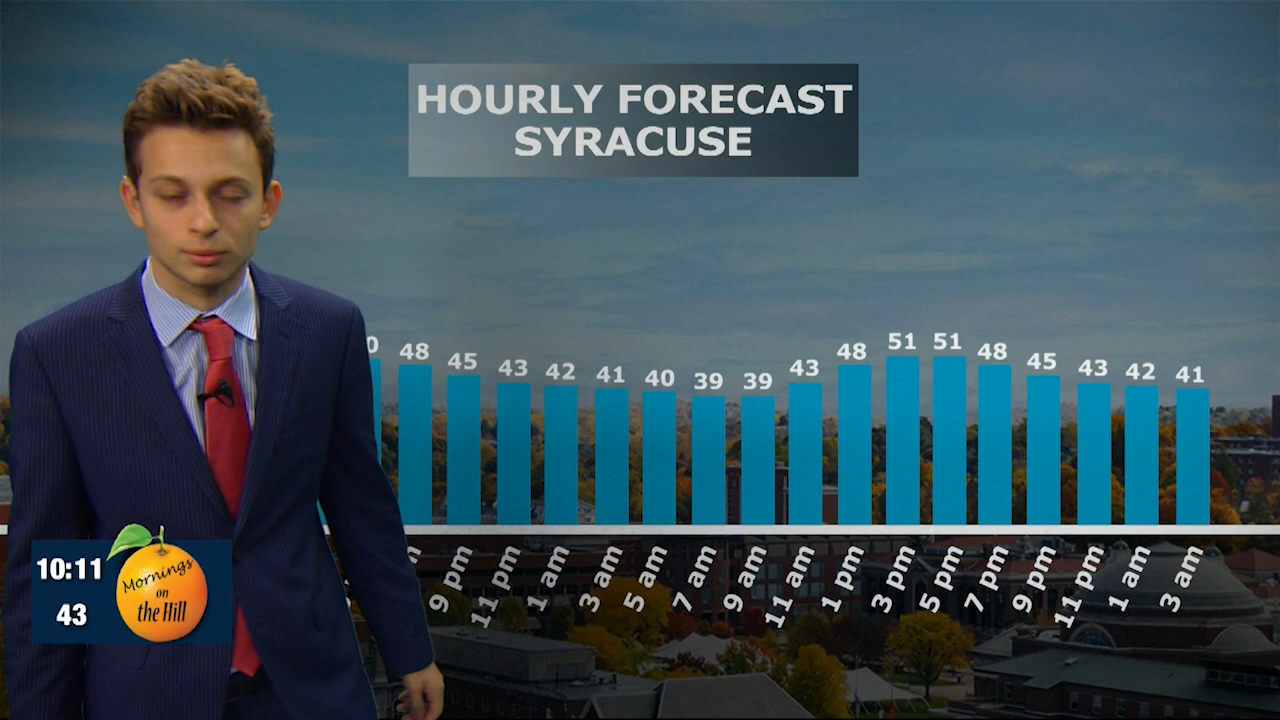 HOURLY FORECAST
SYRACUSE
48 45 43 42 41 40 39 39 43 48 51 51 48 45 43 42 41
9 pm 11 pm 1 am 3 am 5 am 7 am 9 am 11 am 1 pm 3 pm 5 pm 7 pm 9 pm 11 pm 1 am 3 am
10:11
43
Mornings
on
the Hill